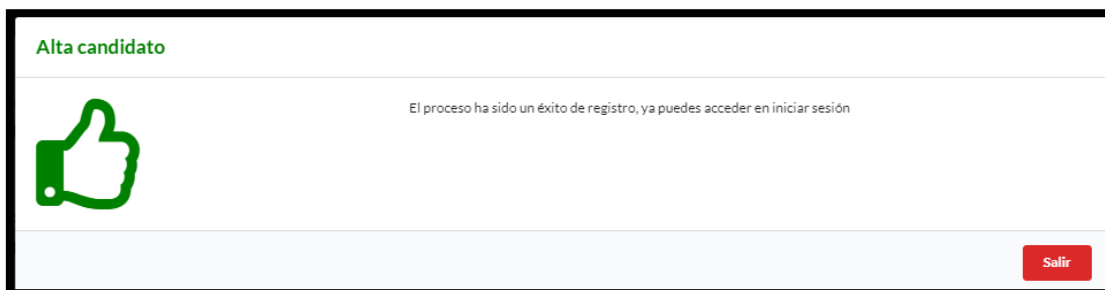 Alta candidato
El proceso ha sido un éxito de registro, ya puedes acceder en iniciar sesión
Salir